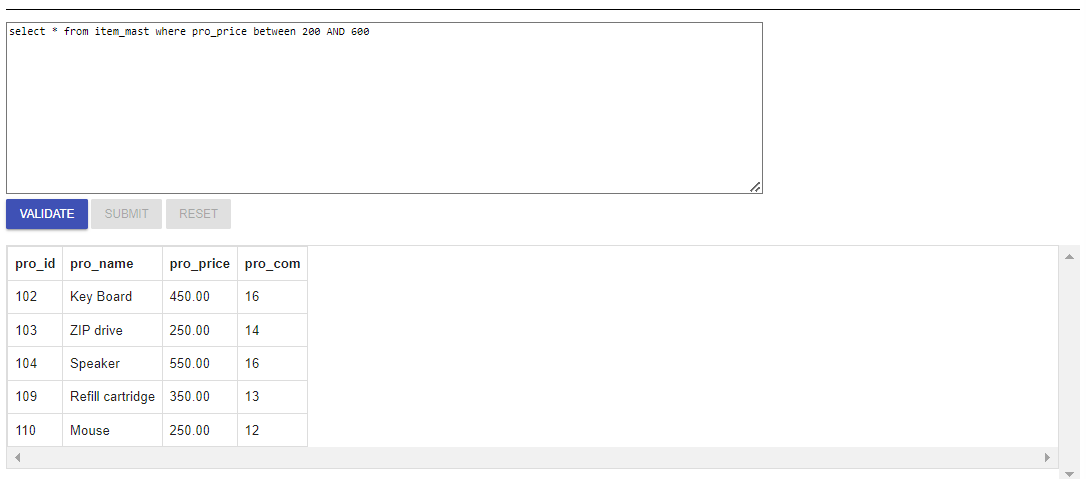 select * from item_mast where pro_price between 200 AND 600
VALIDATE SUBMIT RESET
pro_id pro_name pro_price pro_com
102 Key Board 450.00 16
103 ZIP drive 250.00 14
104 Speaker 550.00 16
109 Refill cartridge 350.00 13
110 Mouse 250.00 12